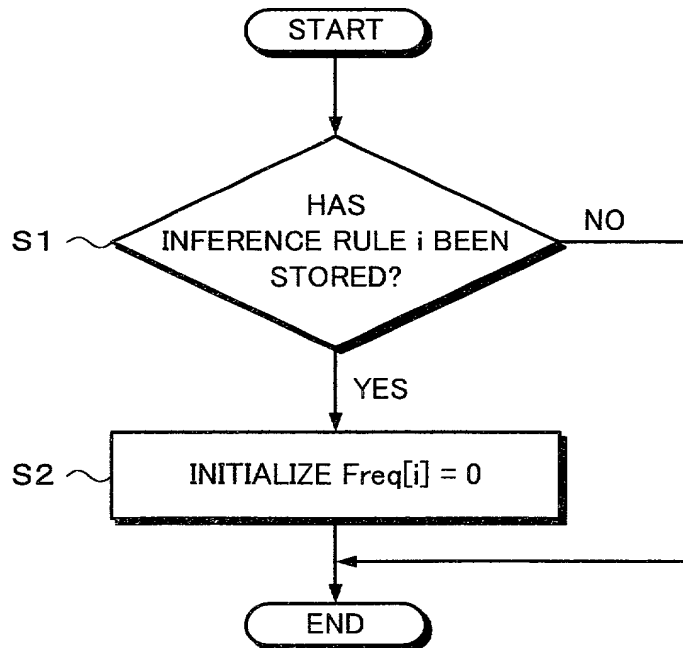 START
S1
HAS
INFERENCE RULE i BEEN
STORED?
NO
YES
S2
INITIALIZE Freq[i] = 0
END